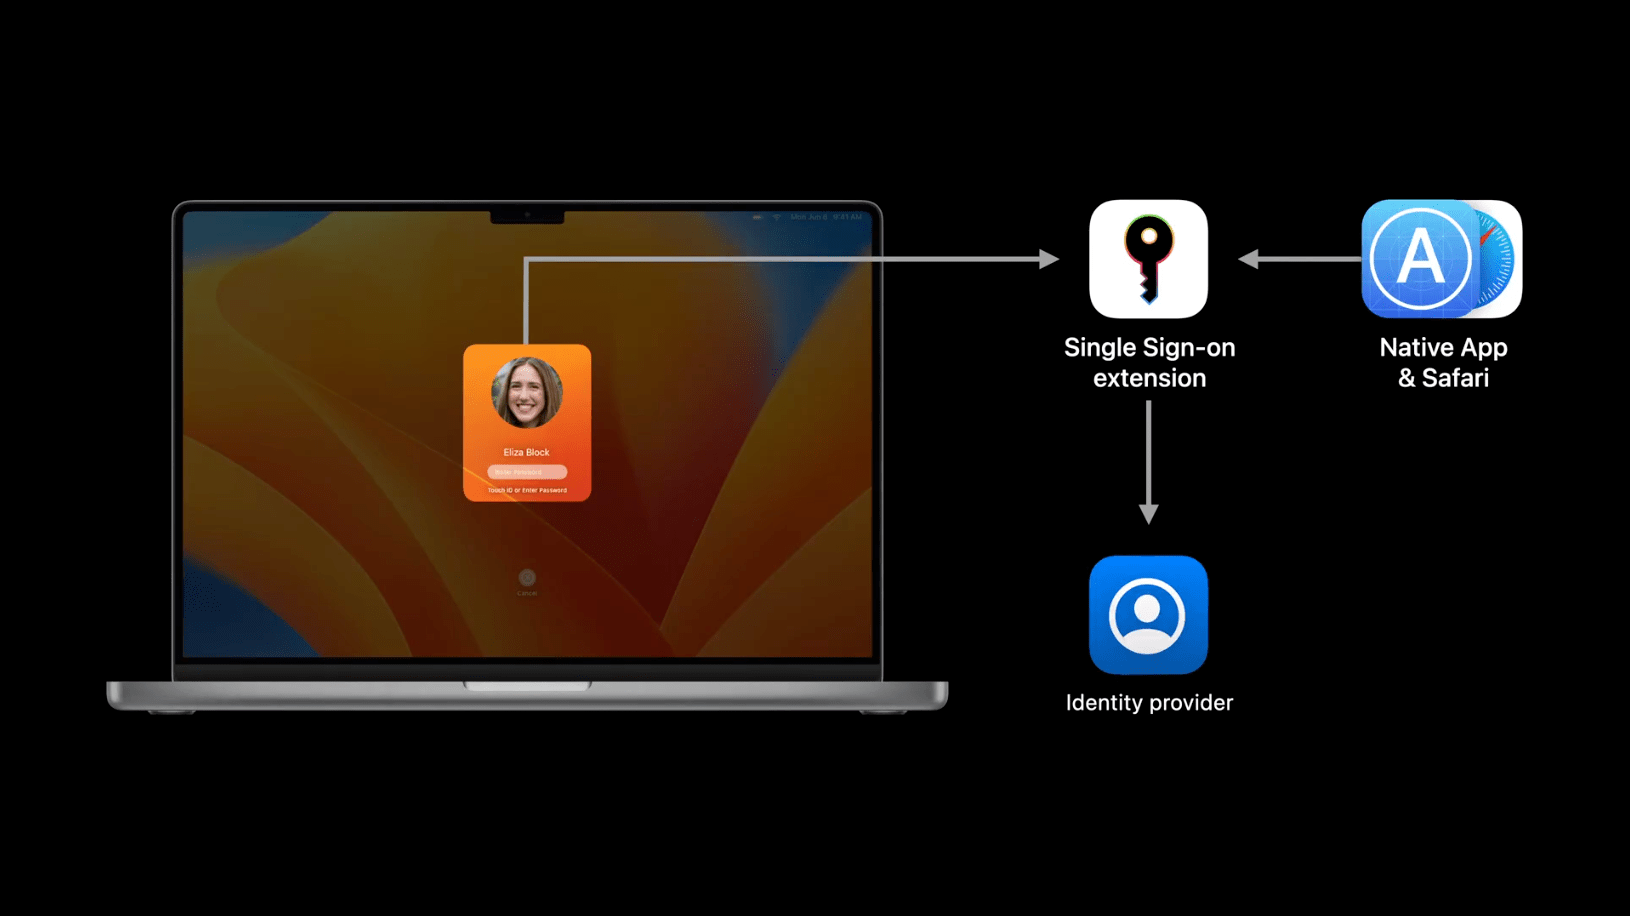 Mon Jun 6 9:41 AM
Single Sign-on
extension
Native App
& Safari
Eliza Block
Enter Password
Touch ID or Enter Password
Cancel
Identity provider